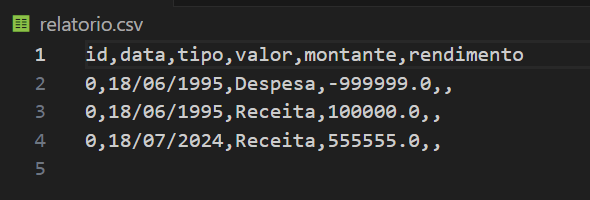 relatorio.csv
1 id,data,tipo,valor,montante,rendimento
2 0,18/06/1995,Despesa,-999999.0,,
3 0,18/06/1995,Receita,100000.0,,
4 0,18/07/2024,Receita,555555.0,,
5